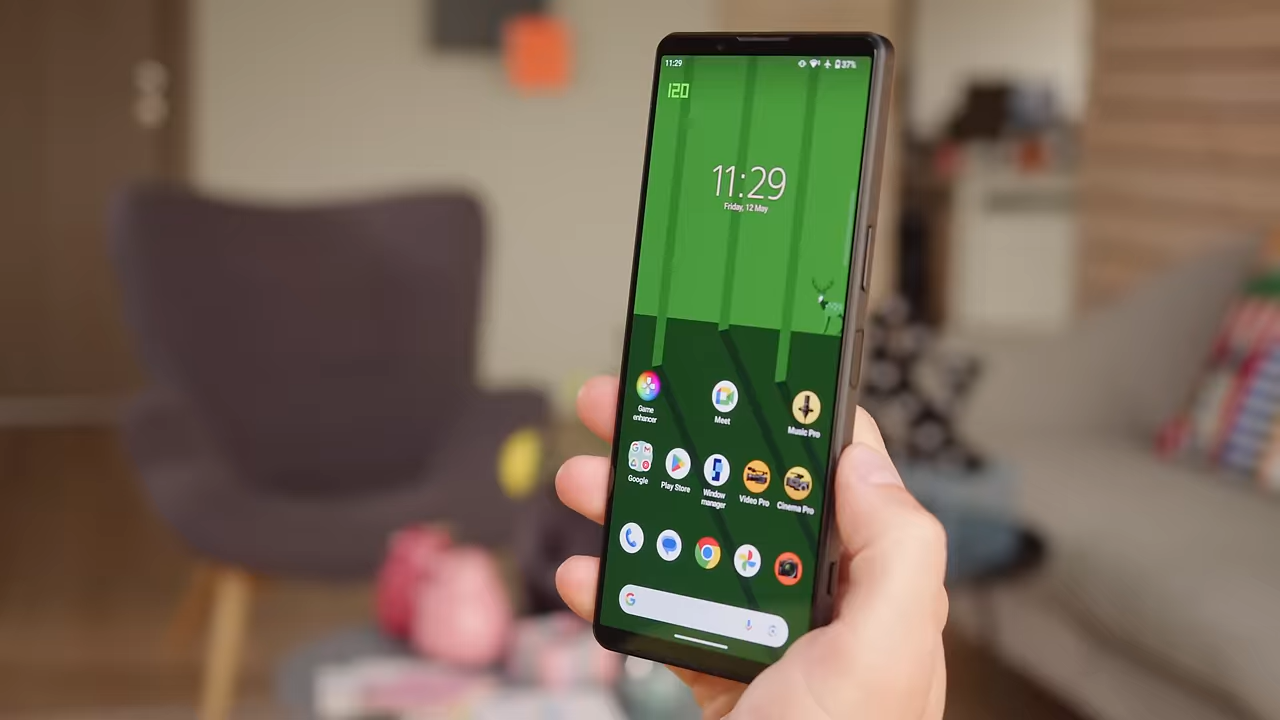 11:29
37%
120
11:29
Friday, 12 May
Game
enhancer
Meet
Music Pro
Google
Play Store
Window
manager
Video Pro
Cinema Pro